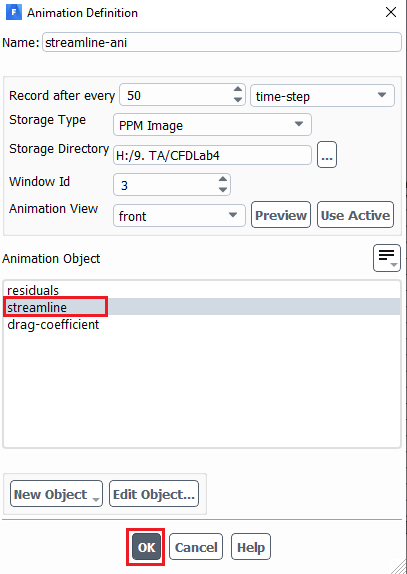 Animation Definition
Name: streamline-ani
Record after every 50 time-step
Storage Type PPM Image
Storage Directory H:/9. TA/CFDLab4 ...
Window Id 3
Animation View front Preview Use Active
Animation Object
residuals
streamline
drag-coefficient
New Object Edit Object...
OK Cancel Help